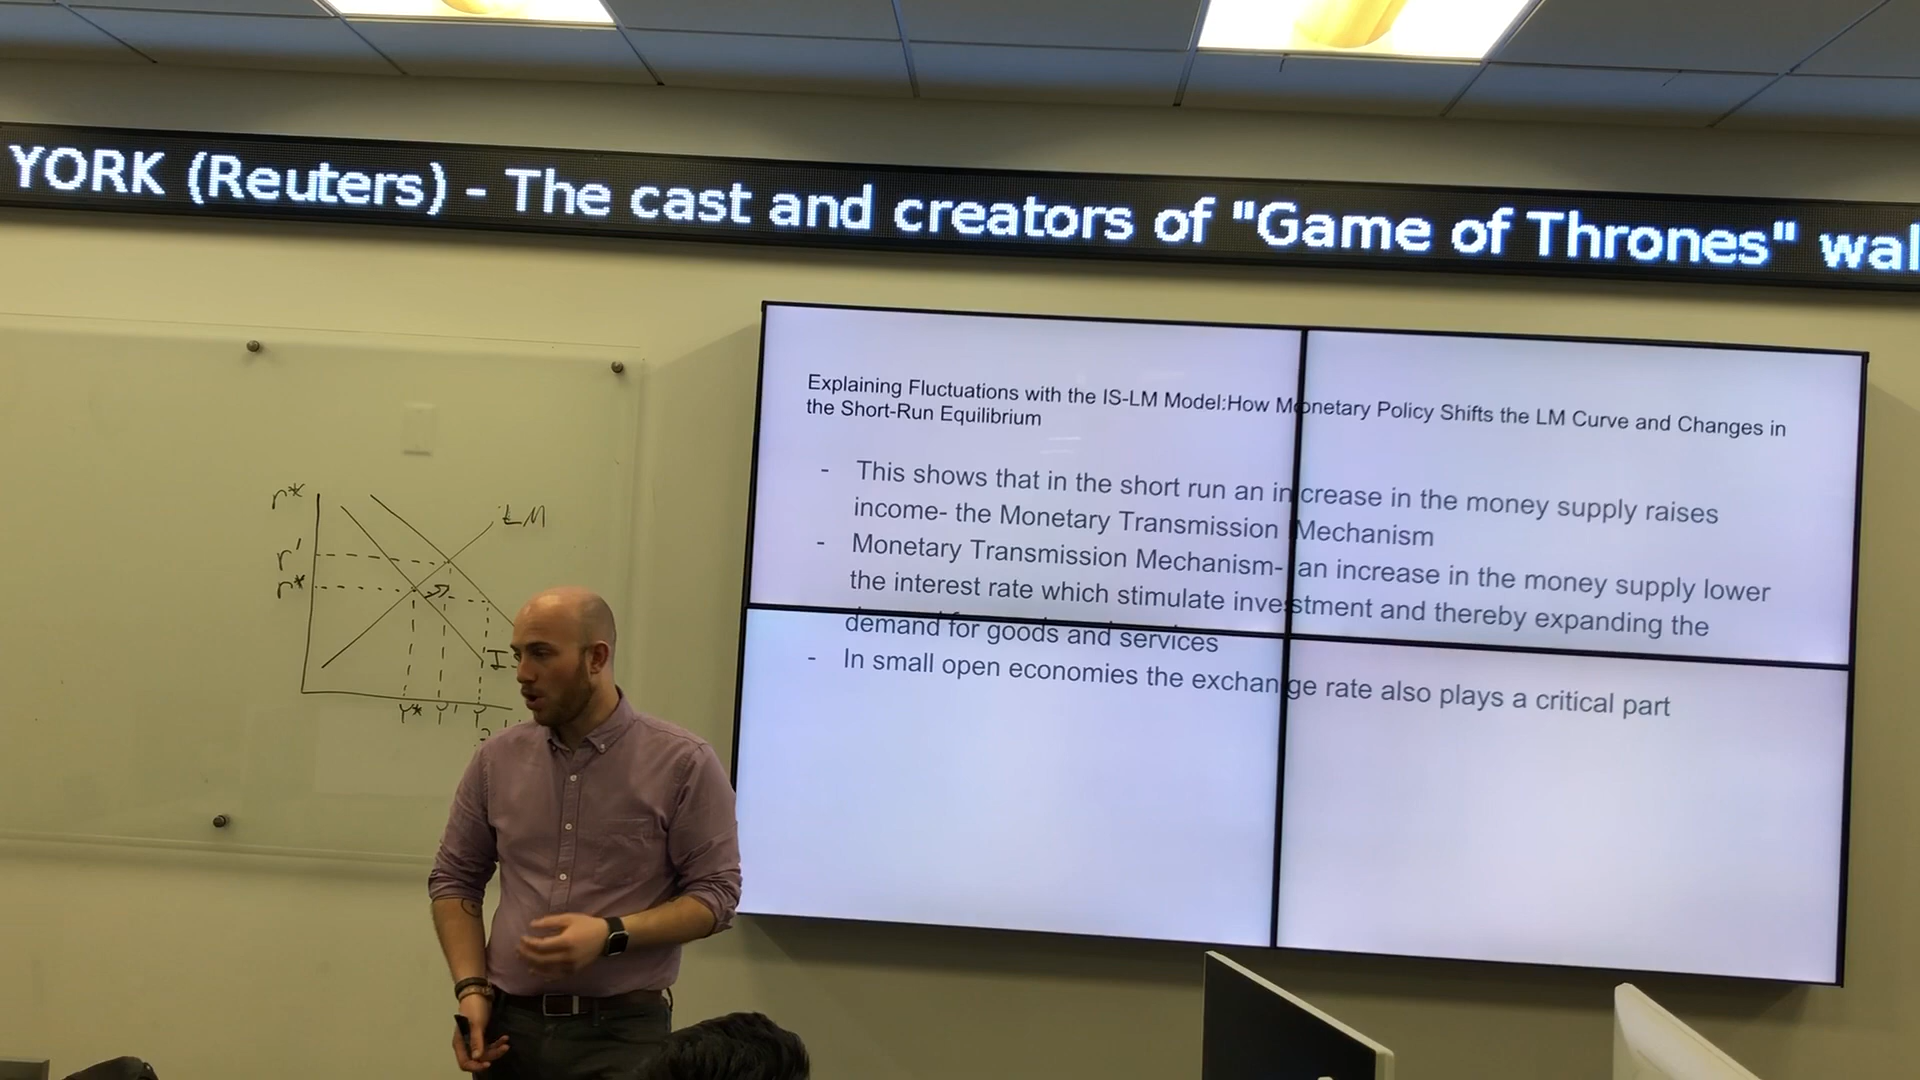 YORK (Reuters) - The cast and creators of "Game of Thrones" wal
Explaining Fluctuations with the IS-LM Model:How Monetary Policy Shifts the LM Curve and Changes in
the Short-Run Equilibrium
- This shows that in the short run an increase in the money supply raises
income- the Monetary Transmission Mechanism
- Monetary Transmission Mechanism- an increase in the money supply lower
the interest rate which stimulate investment and thereby expanding the
demand for goods and services
- In small open economies the exchange rate also plays a critical part
r*
LM
r'
r*
Y* Y' Y